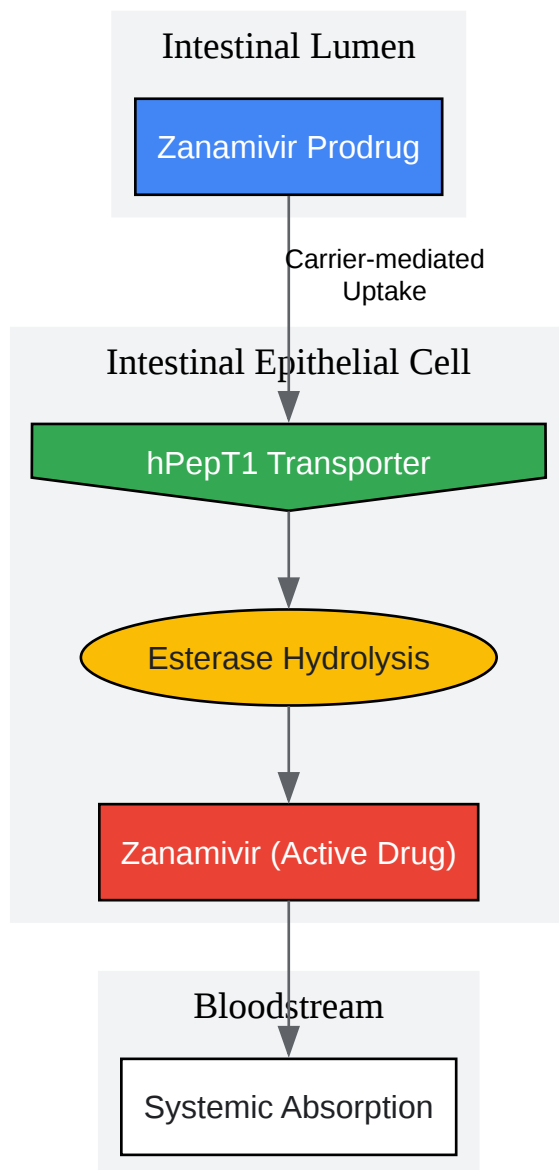 Intestinal Lumen
Zanamivir Prodrug
Carrier-mediated
Uptake
Intestinal Epithelial Cell
hPepT1 Transporter
Esterase Hydrolysis
Zanamivir (Active Drug)
Bloodstream
Systemic Absorption